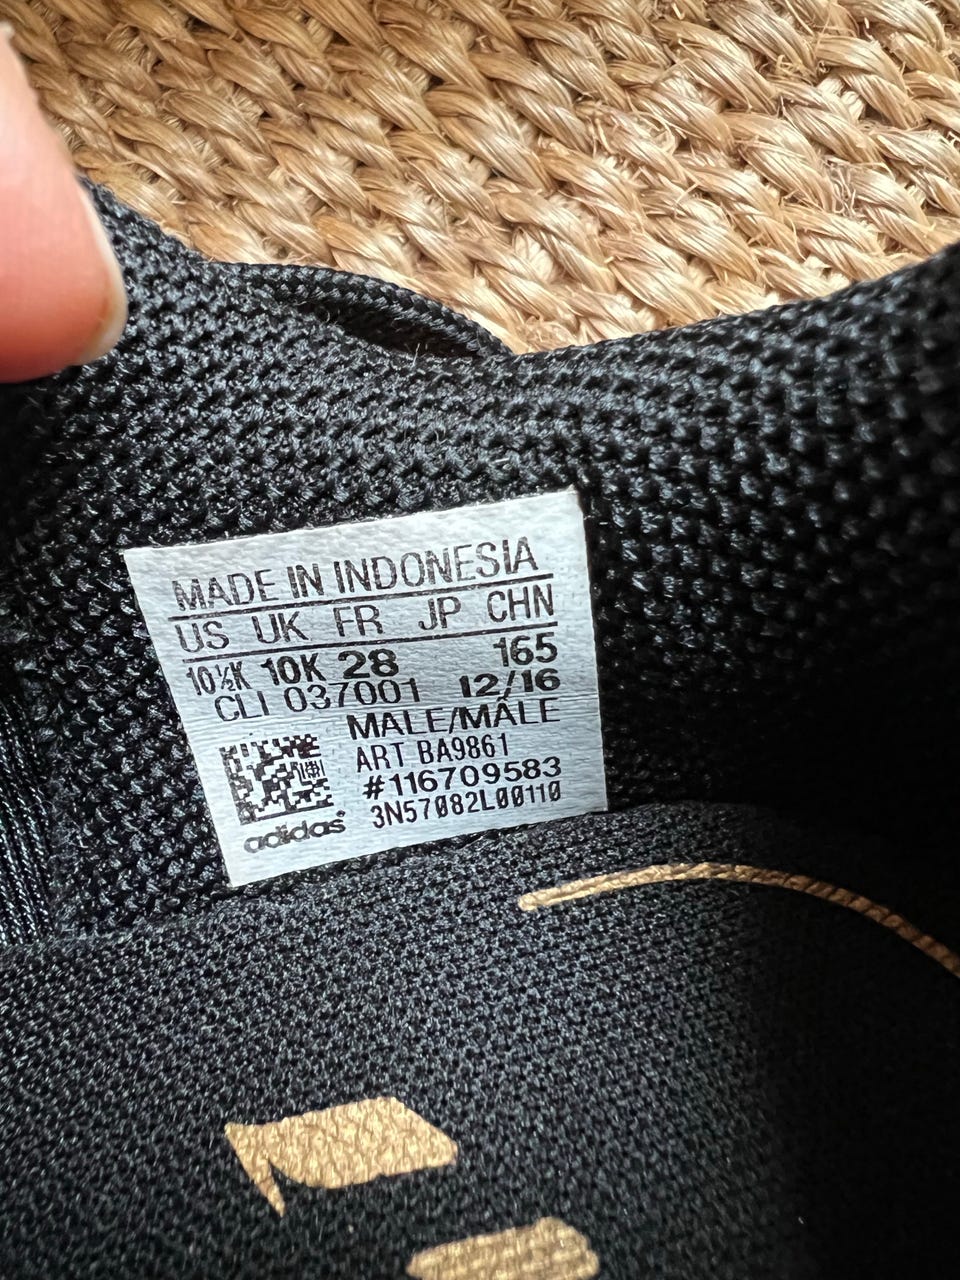 MADE IN INDONESIA
US UK FR JP CHN
10½K 10K 28 165
CLI 037001 12/16
MALE/MÂLE
ART BA9861
#116709583
3N57082L00110
adidas